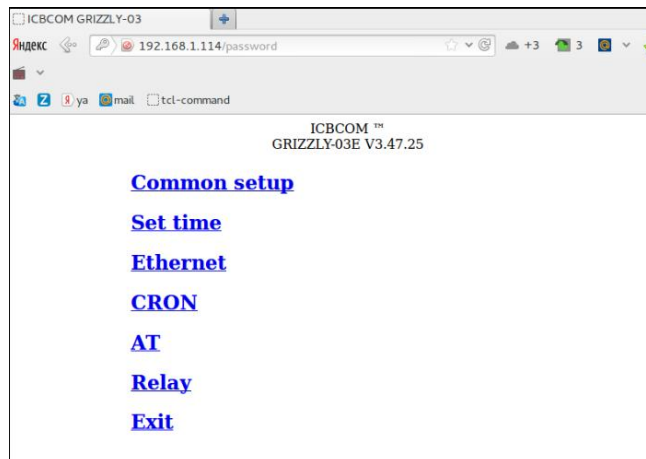 ICBCOM GRIZZLY-03
Яндекс 192.168.1.114/password +3 3
Z Я ya @mail tcl-command
ICBCOM ™
GRIZZLY-03E V3.47.25
Common setup
Set time
Ethernet
CRON
AT
Relay
Exit